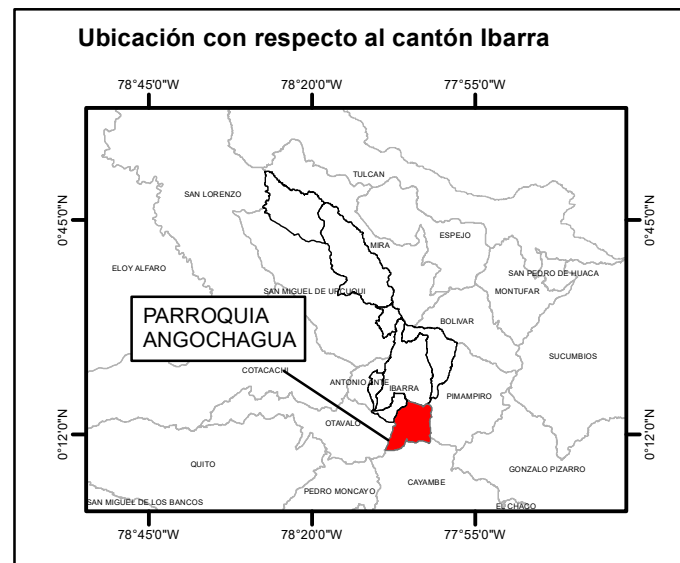 Ubicación con respecto al cantón Ibarra
78°45'0"W
78°20'0"W
77°55'0"W
TULCAN
SAN LORENZO
0°45'0"N
0°45'0"N
ESPEJO
MIRA
ELOY ALFARO
SAN PEDRO DE HUACA
SAN MIGUEL DE URCUQUI
MONTUFAR
PARROQUIA
ANGOCHAGUA
BOLIVAR
SUCUMBIOS
COTACACHI
ANTONIO ANTE
IBARRA
PIMAMPIRO
OTAVALO
0°12'0"N
0°12'0"N
QUITO
GONZALO PIZARRO
CAYAMBE
PEDRO MONCAYO
SAN MIGUEL DE LOS BANCOS
EL CHACO
78°45'0"W
78°20'0"W
77°55'0"W